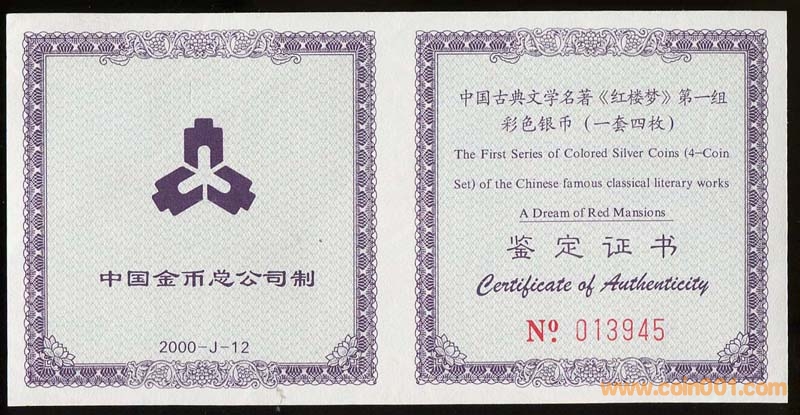 中国金币总公司制
2000-J-12
中国古典文学名著《红楼梦》第一组
彩色银币（一套四枚）
The First Series of Colored Silver Coins (4-Coin
Set) of the Chinese famous classical literary works
A Dream of Red Mansions
鉴定证书
Certificate of Authenticity
Nº 013945
www.coin001.com